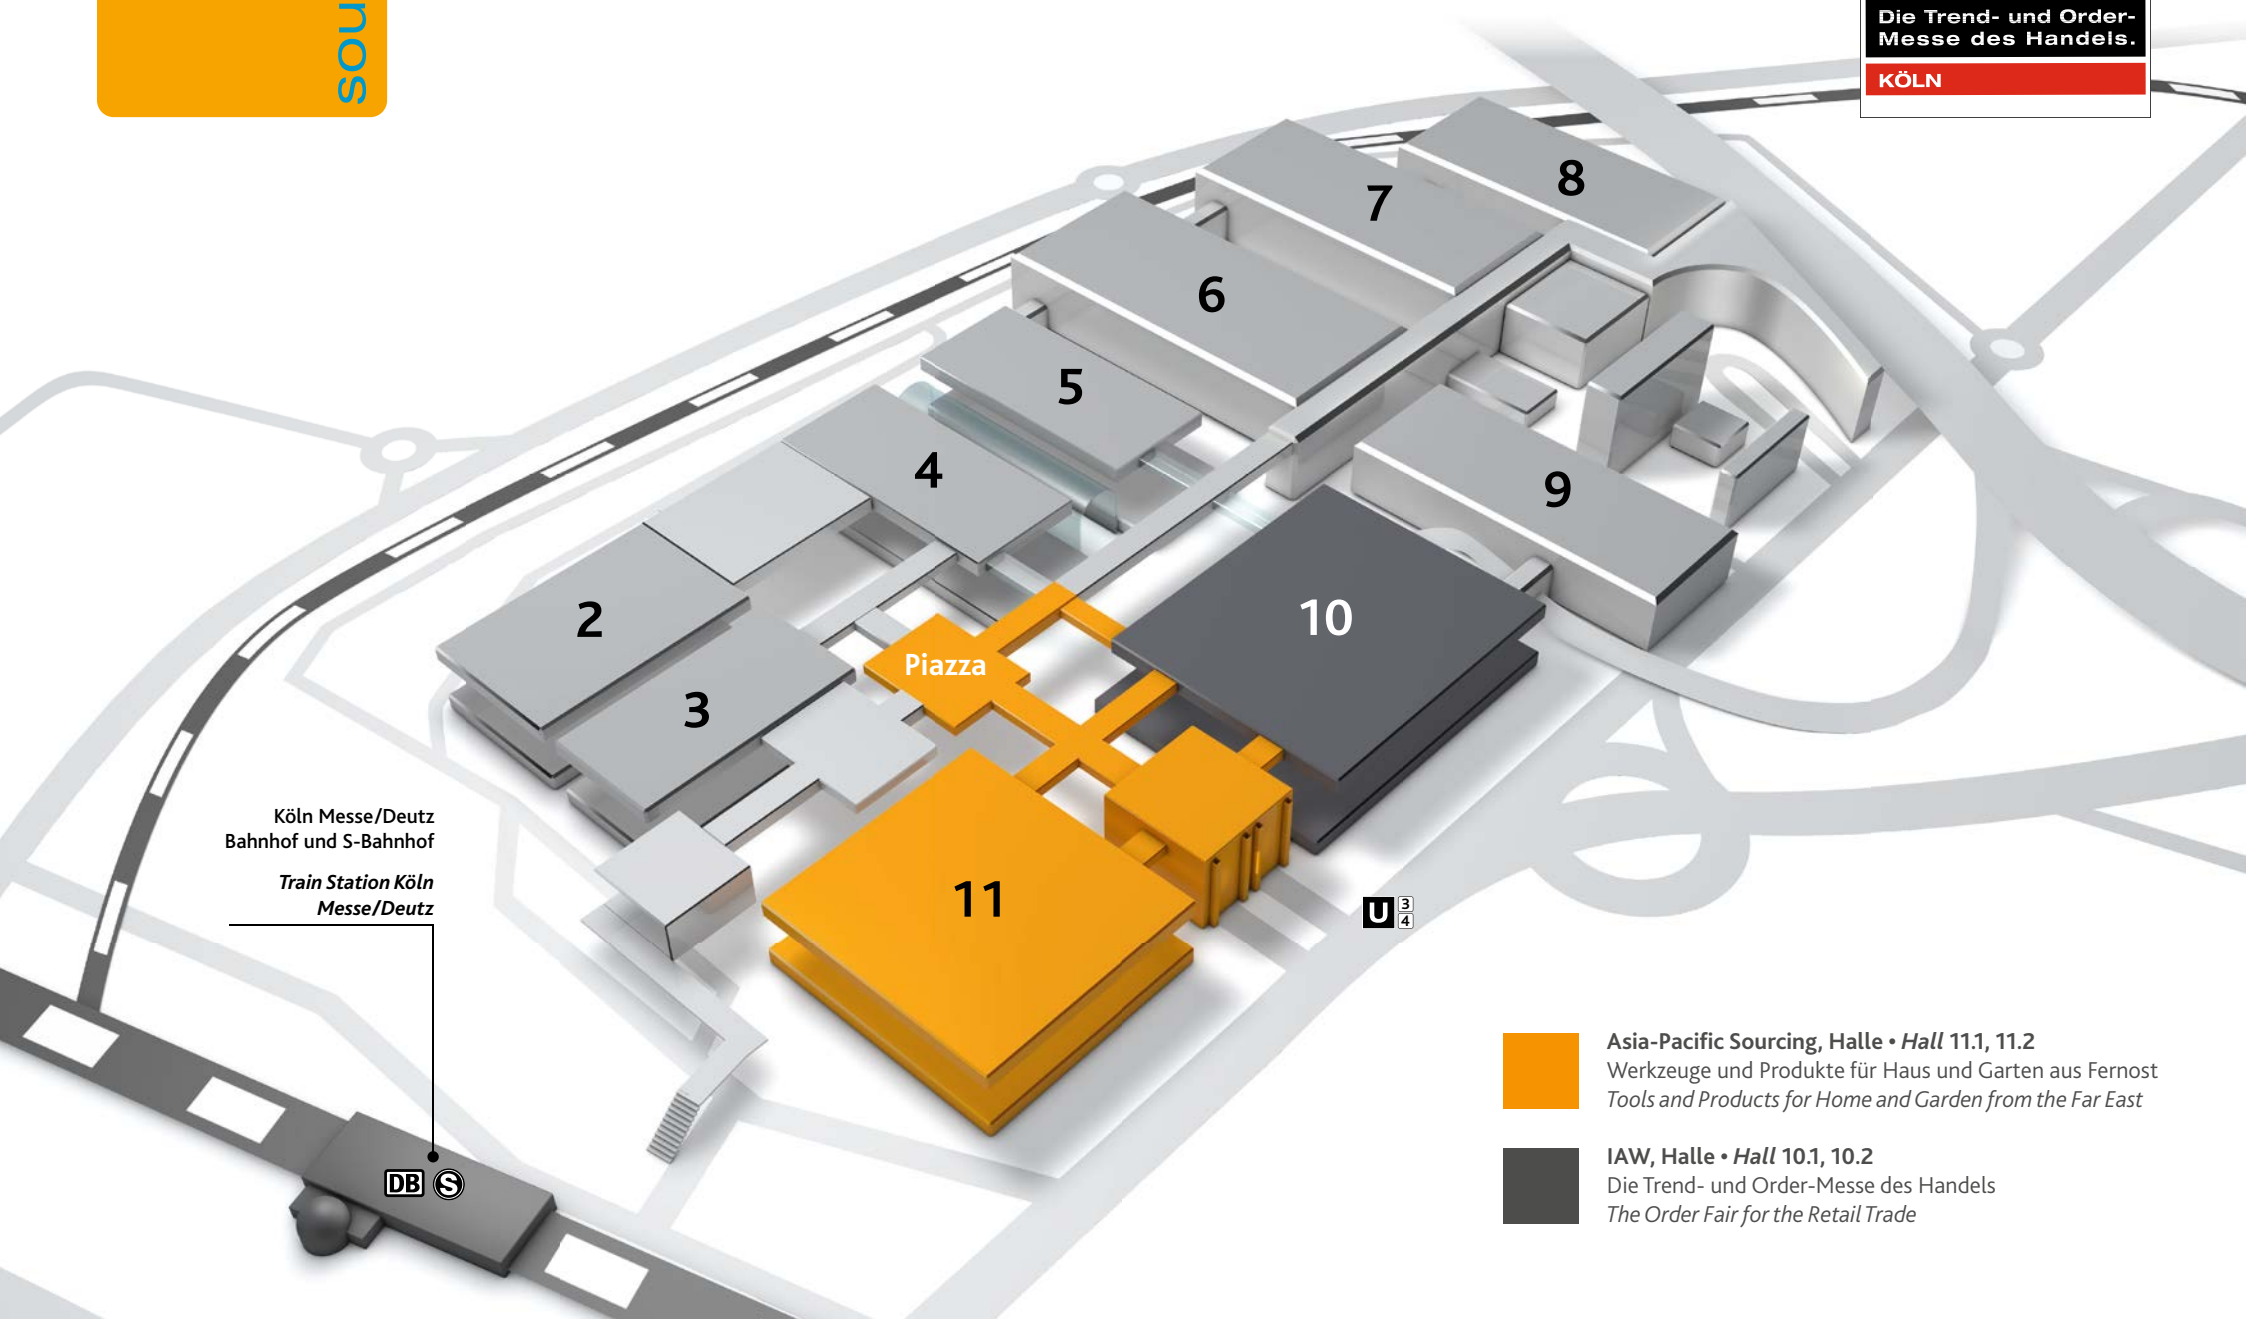 Die Trend- und Order-
Messe des Handels.
KÖLN
8
7
6
5
4
9
2
10
Piazza
3
11
Köln Messe/Deutz
Bahnhof und S-Bahnhof
Train Station Köln
Messe/Deutz
U 3
4
DB S
Asia-Pacific Sourcing, Halle • Hall 11.1, 11.2
Werkzeuge und Produkte für Haus und Garten aus Fernost
Tools and Products for Home and Garden from the Far East
IAW, Halle • Hall 10.1, 10.2
Die Trend- und Order-Messe des Handels
The Order Fair for the Retail Trade